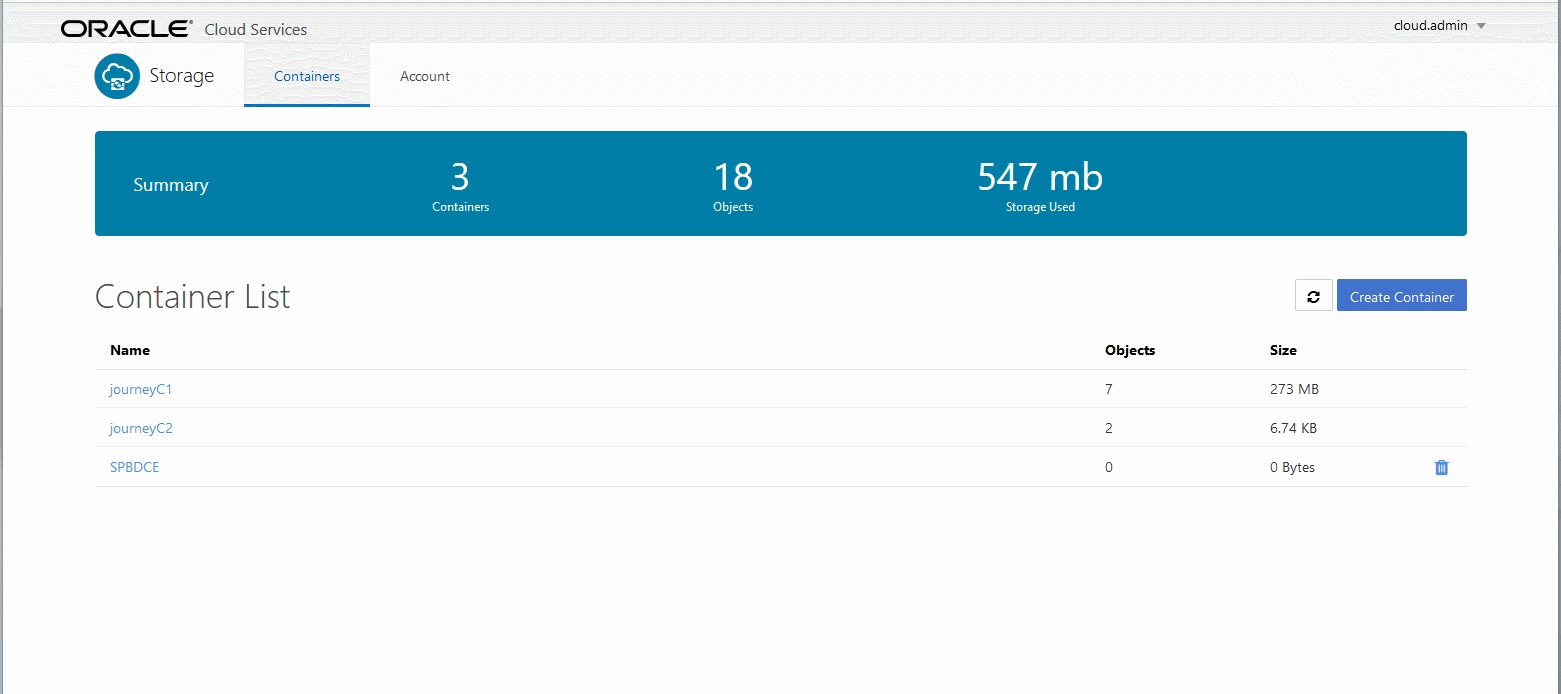 ORACLE® Cloud Services
cloud.admin
Storage
Containers
Account
Summary
3
Containers
18
Objects
547 mb
Storage Used
Container List
Create Container
Name Objects Size
journeyC1 7 273 MB
journeyC2 2 6.74 KB
SPBDCE 0 0 Bytes